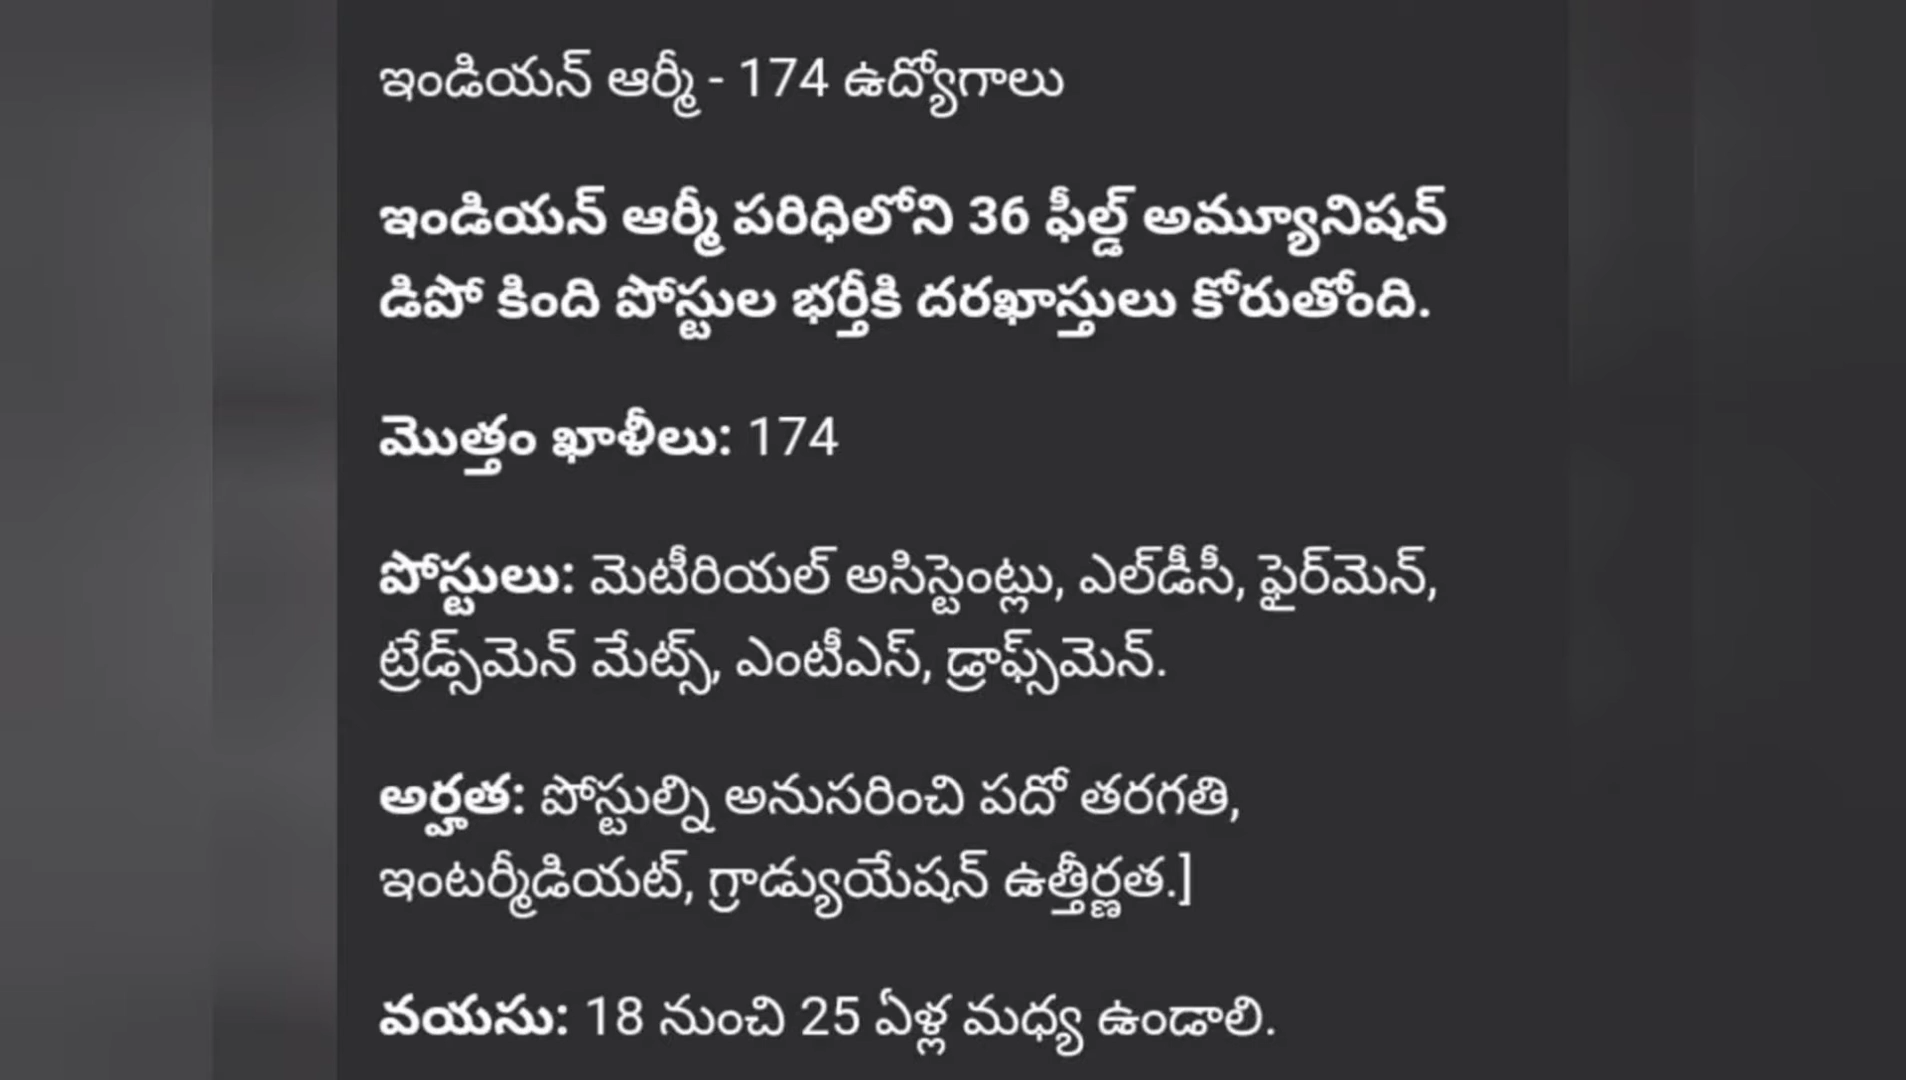 ఇండియన్ ఆర్మీ - 174 ఉద్యోగాలు
ఇండియన్ ఆర్మీ పరిధిలోని 36 ఫీల్డ్ అమ్యూనిషన్
డిపో కింది పోస్టుల భర్తీకి దరఖాస్తులు కోరుతోంది.
మొత్తం ఖాళీలు: 174
పోస్టులు: మెటీరియల్ అసిస్టెంట్లు, ఎల్‌డీసీ, ఫైర్‌మెన్,
ట్రేడ్స్‌మెన్ మేట్స్, ఎంటీఎస్, డ్రాఫ్స్‌మెన్.
అర్హత: పోస్టుల్ని అనుసరించి పదో తరగతి,
ఇంటర్మీడియట్, గ్రాడ్యుయేషన్ ఉత్తీర్ణత.]
వయసు: 18 నుంచి 25 ఏళ్ల మధ్య ఉండాలి.